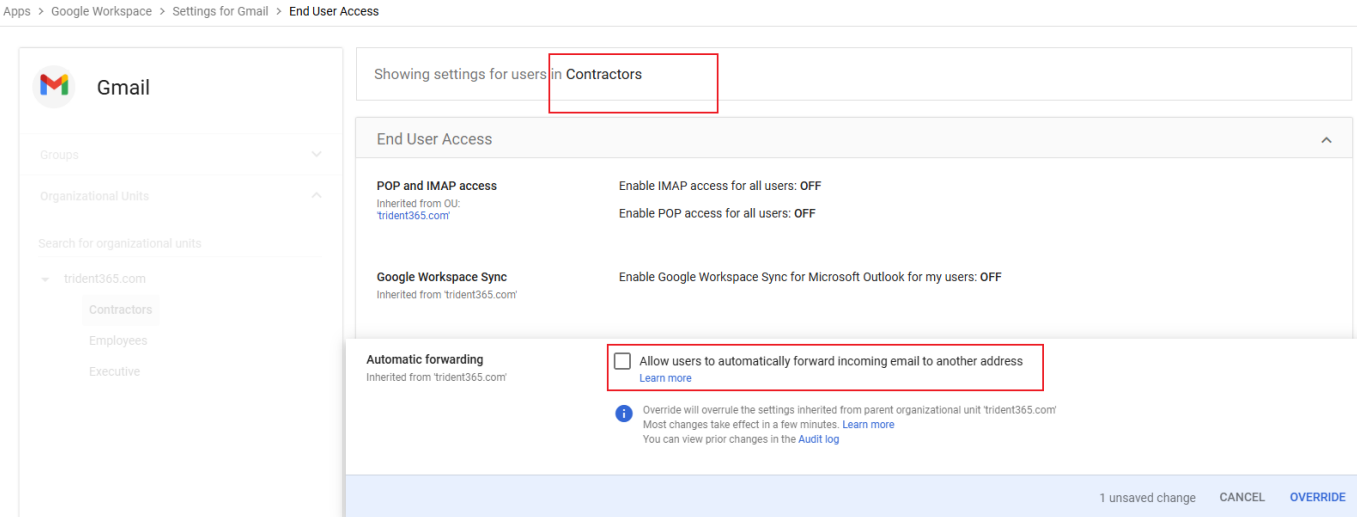 Apps > Google Workspace > Settings for Gmail > End User Access
Gmail
Groups
Organizational Units
Search for organizational units
trident365.com
Contractors
Employees
Executive
Showing settings for users in Contractors
End User Access
POP and IMAP access
Inherited from OU:
'trident365.com'
Enable IMAP access for all users: OFF
Enable POP access for all users: OFF
Google Workspace Sync
Inherited from 'trident365.com'
Enable Google Workspace Sync for Microsoft Outlook for my users: OFF
Automatic forwarding
Inherited from 'trident365.com'
Allow users to automatically forward incoming email to another address
Learn more
Override will overrule the settings inherited from parent organizational unit 'trident365.com'
Most changes take effect in a few minutes. Learn more
You can view prior changes in the Audit log
1 unsaved change CANCEL OVERRIDE